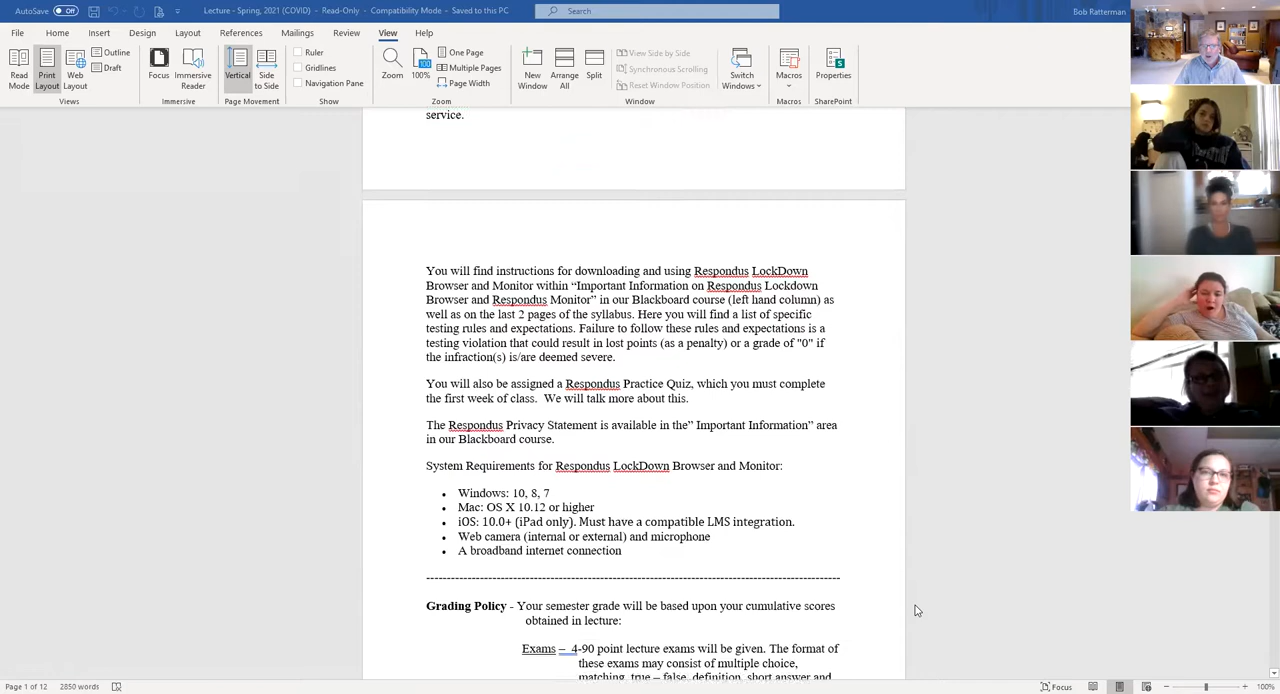 AutoSave Off Lecture - Spring, 2021 (COVID) - Read-Only - Compatibility Mode - Saved to this PC Search Bob Ratterman
File Home Insert Design Layout References Mailings Review View Help
Read Mode Print Layout Web Layout Outline Draft Views
Focus Immersive Reader Immersive
Vertical Side to Side Page Movement
Ruler Gridlines Navigation Pane Show
Zoom 100 100% One Page Multiple Pages Page Width Zoom
New Window Arrange All Split View Side by Side Synchronous Scrolling Reset Window Position Switch Windows Window
Macros Macros
Properties SharePoint
service.
You will find instructions for downloading and using Respondus LockDown
Browser and Monitor within “Important Information on Respondus Lockdown
Browser and Respondus Monitor” in our Blackboard course (left hand column) as
well as on the last 2 pages of the syllabus. Here you will find a list of specific
testing rules and expectations. Failure to follow these rules and expectations is a
testing violation that could result in lost points (as a penalty) or a grade of "0" if
the infraction(s) is/are deemed severe.
You will also be assigned a Respondus Practice Quiz, which you must complete
the first week of class. We will talk more about this.
The Respondus Privacy Statement is available in the” Important Information” area
in our Blackboard course.
System Requirements for Respondus LockDown Browser and Monitor:
• Windows: 10, 8, 7
• Mac: OS X 10.12 or higher
• iOS: 10.0+ (iPad only). Must have a compatible LMS integration.
• Web camera (internal or external) and microphone
• A broadband internet connection
--------------------------------------------------------------------------------------------------------
Grading Policy - Your semester grade will be based upon your cumulative scores
obtained in lecture:
Exams – 4-90 point lecture exams will be given. The format of
these exams may consist of multiple choice,
matching, true – false, definition, short answer and
Page 1 of 12 2850 words Focus 100%